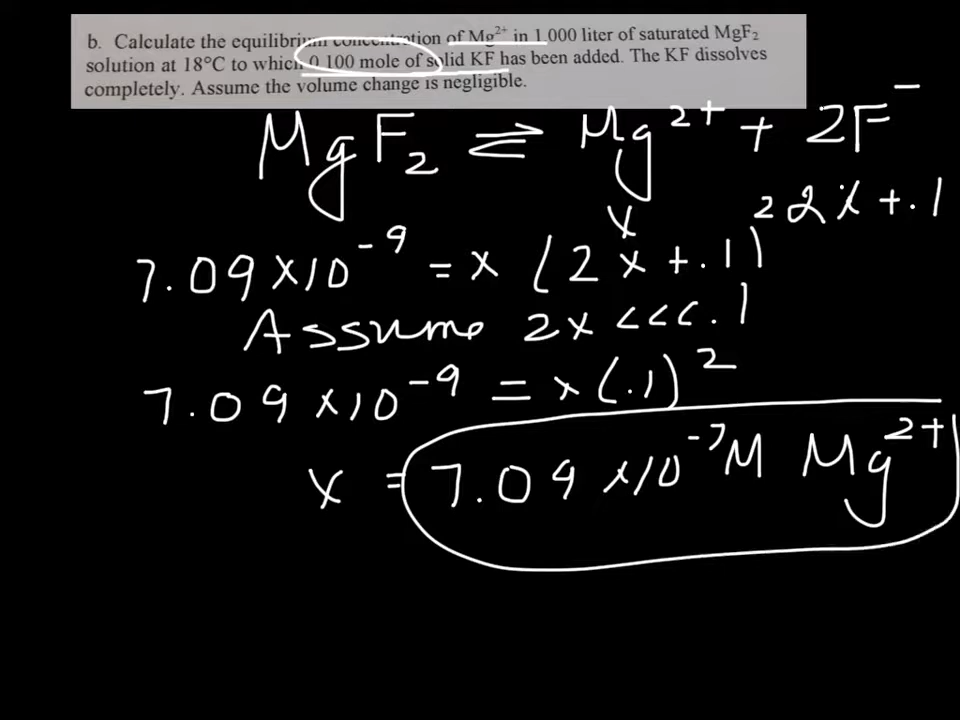 b. Calculate the equilibrium concentration of Mg²⁺ in 1.000 liter of saturated MgF₂
solution at 18°C to which 0.100 mole of solid KF has been added. The KF dissolves
completely. Assume the volume change is negligible.
MgF₂ ⇌ Mg²⁺ + 2F⁻
x 2 2x + .1
7.09 x 10⁻⁹ = x (2x + .1)
Assume 2x <<< .1
7.09 x 10⁻⁹ = x (.1)²
x = 7.09 x 10⁻⁷ M Mg²⁺